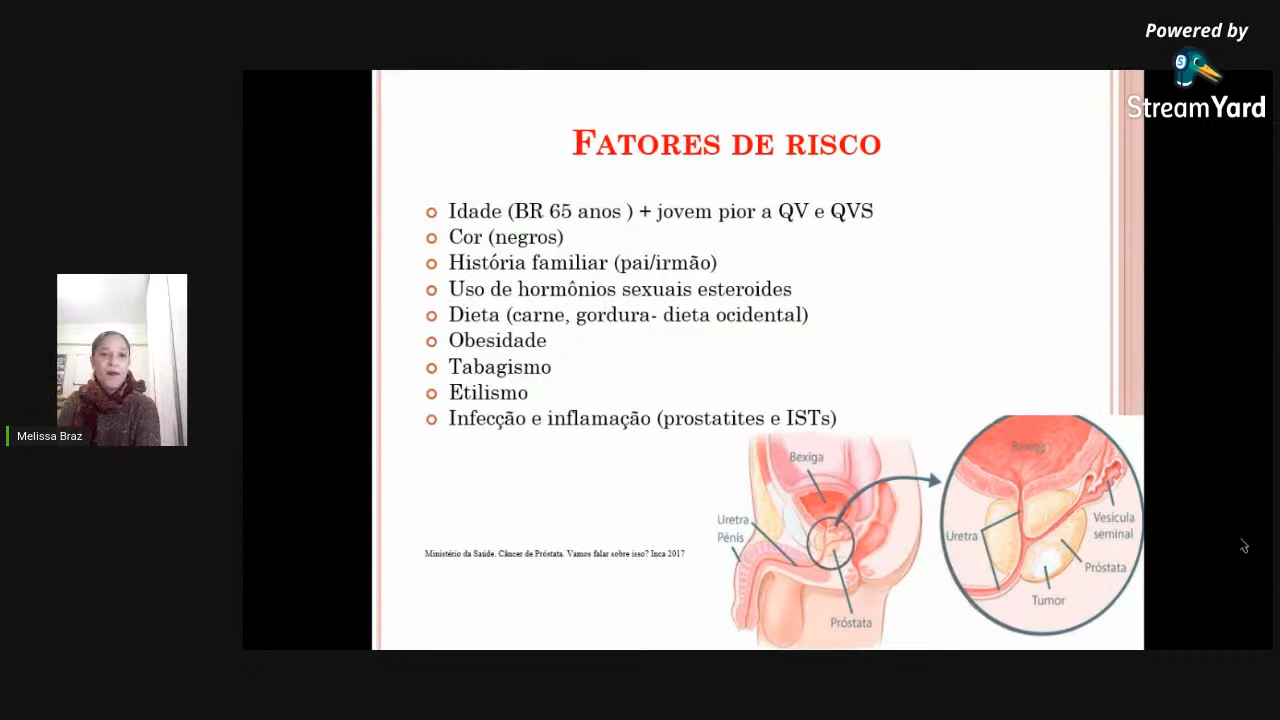 Powered by
StreamYard
FATORES DE RISCO
Idade (BR 65 anos ) + jovem pior a QV e QVS
Cor (negros)
História familiar (pai/irmão)
Uso de hormônios sexuais esteroides
Dieta (carne, gordura- dieta ocidental)
Obesidade
Tabagismo
Etilismo
Infecção e inflamação (prostatites e ISTs)
Melissa Braz
Bexiga
Uretra
Pénis
Próstata
Bexiga
Uretra
Vesícula
seminal
Próstata
Tumor
Ministério da Saúde. Câncer de Próstata. Vamos falar sobre isso? Inca 2017